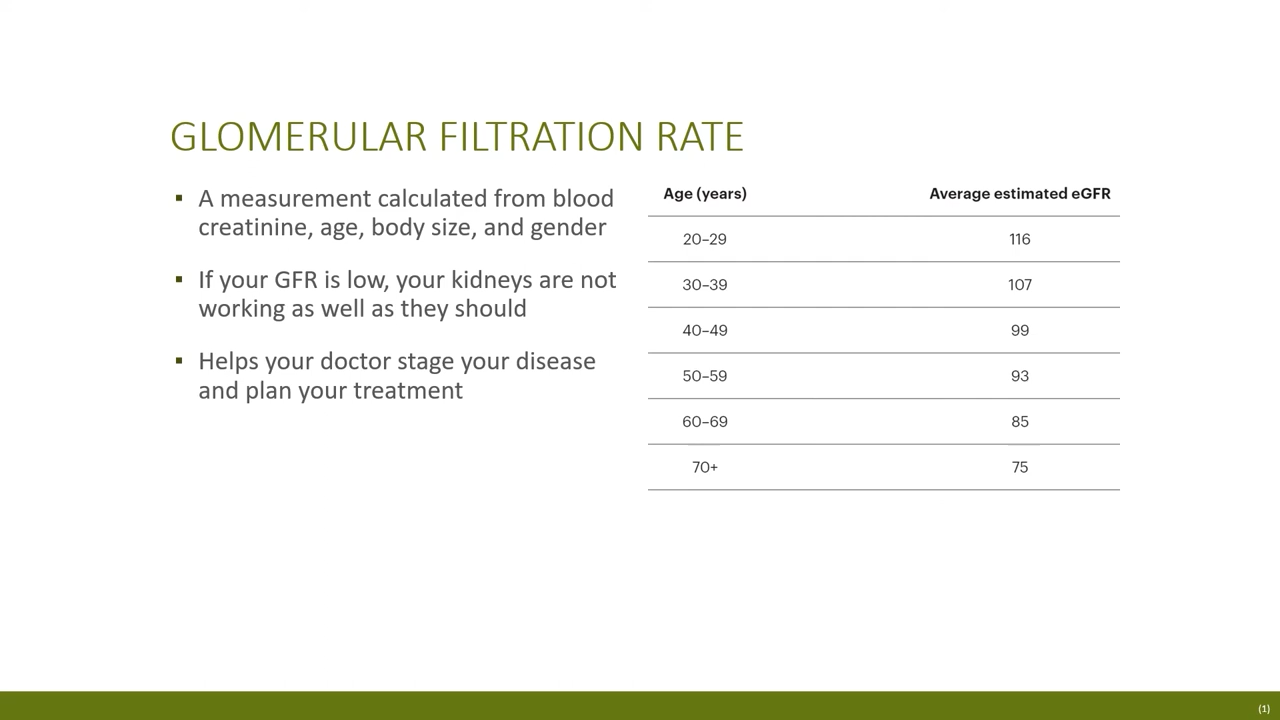 GLOMERULAR FILTRATION RATE
▪ A measurement calculated from blood
creatinine, age, body size, and gender
▪ If your GFR is low, your kidneys are not
working as well as they should
▪ Helps your doctor stage your disease
and plan your treatment
Age (years) Average estimated eGFR
20–29 116
30–39 107
40–49 99
50–59 93
60–69 85
70+ 75
(1)